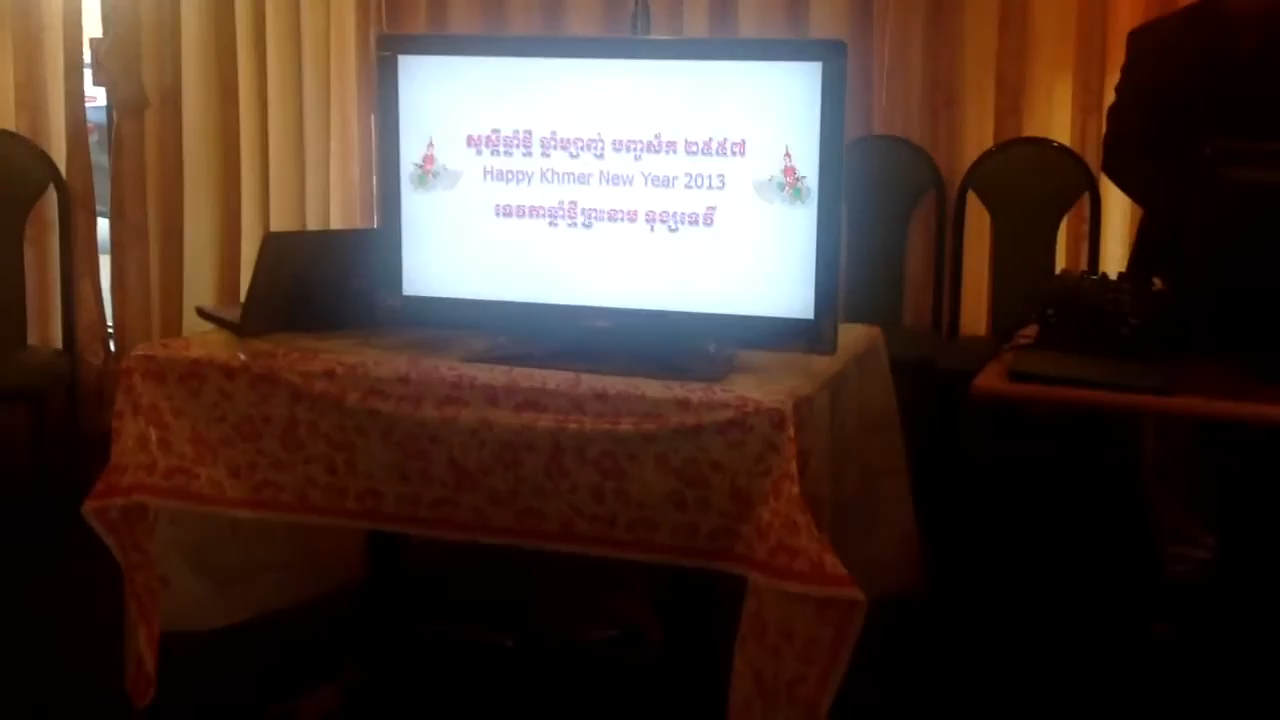 សួស្តីឆ្នាំថ្មី ឆ្នាំម្សាញ់ បញ្ចស័ក ២៥៥៧
Happy Khmer New Year 2013
ទេវតាឆ្នាំថ្មីព្រះនាម ទុង្សទេវី